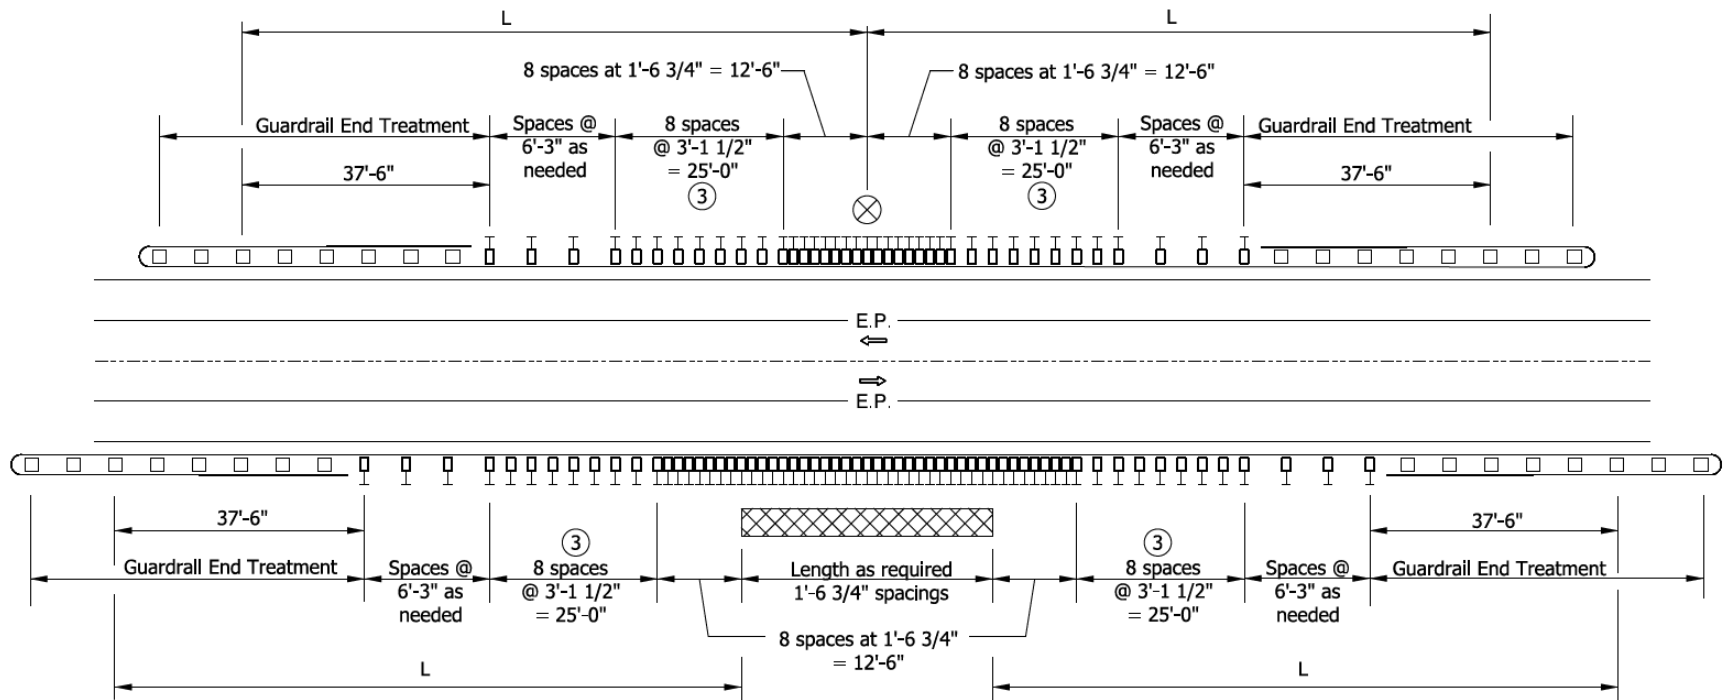 L
L
8 spaces at 1'-6 3/4" = 12'-6"
8 spaces at 1'-6 3/4" = 12'-6"
Guardrail End Treatment
Spaces @
6'-3" as
needed
8 spaces
@ 3'-1 1/2"
= 25'-0"
3
8 spaces
@ 3'-1 1/2"
= 25'-0"
3
Spaces @
6'-3" as
needed
Guardrail End Treatment
37'-6"
37'-6"
E.P.
E.P.
37'-6"
Guardrail End Treatment
Spaces @
6'-3" as
needed
3
8 spaces
@ 3'-1 1/2"
= 25'-0"
Length as required
1'-6 3/4" spacings
8 spaces at 1'-6 3/4"
= 12'-6"
3
8 spaces
@ 3'-1 1/2"
= 25'-0"
Spaces @
6'-3" as
needed
37'-6"
Guardrail End Treatment
L
L